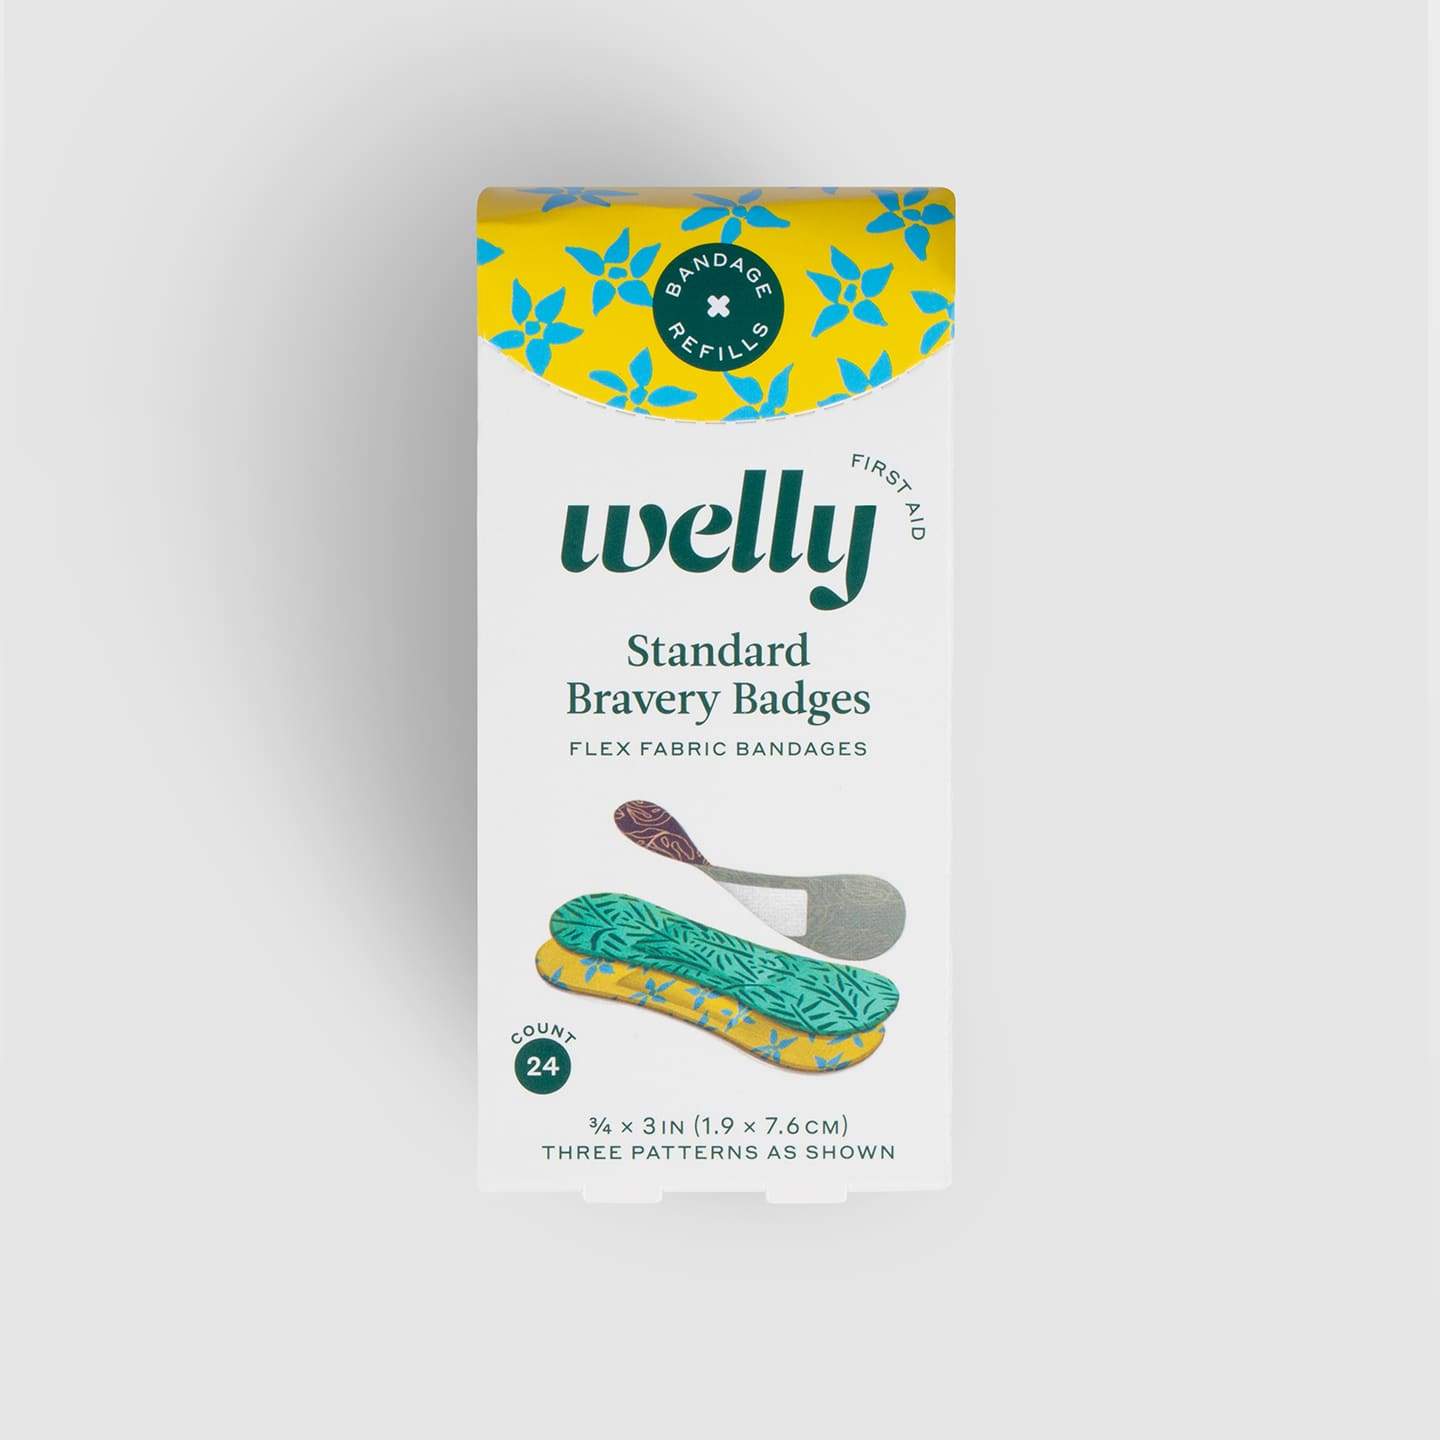 BANDAGE
REFILLS
welly
FIRST AID
Standard
Bravery Badges
FLEX FABRIC BANDAGES
COUNT
24
¾ × 3 IN (1.9 × 7.6 CM)
THREE PATTERNS AS SHOWN